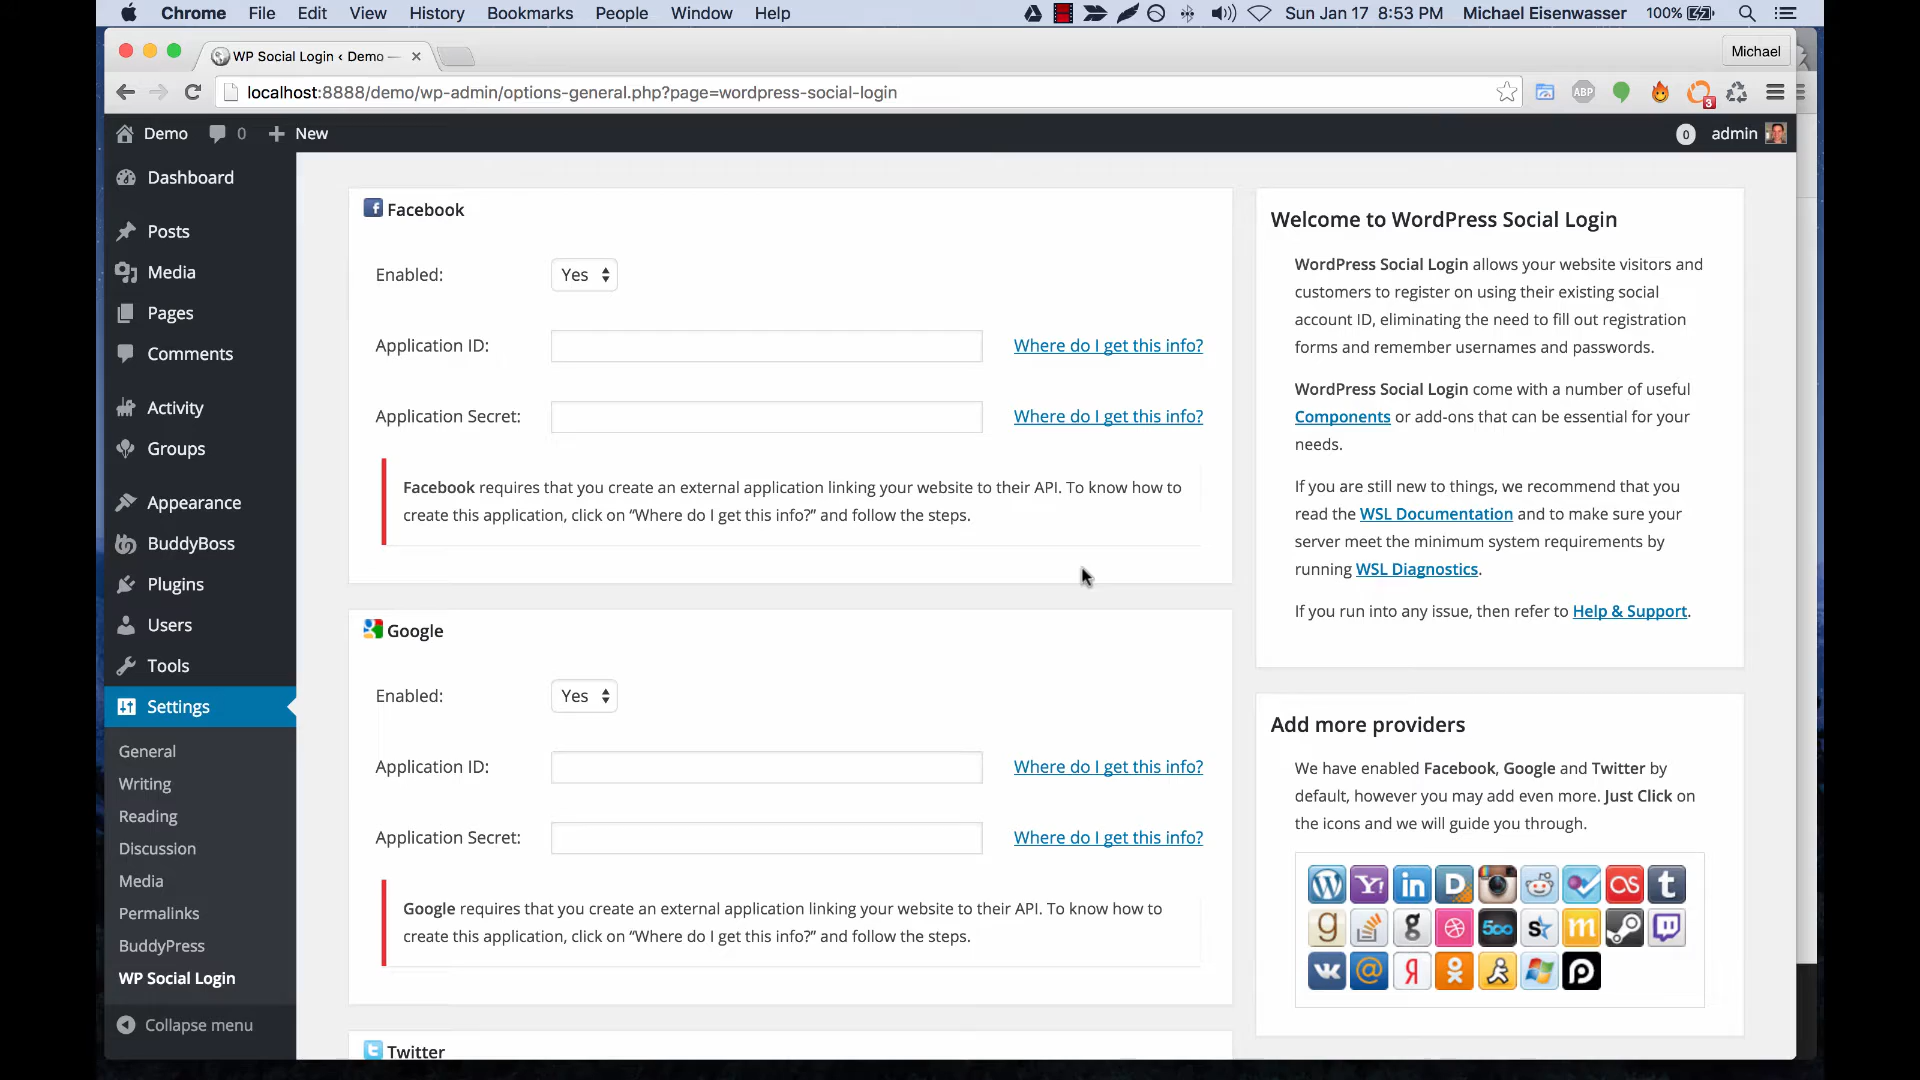 Chrome File Edit View History Bookmarks People Window Help Sun Jan 17 8:53 PM Michael Eisenwasser 100%
WP Social Login ‹ Demo — Michael
localhost:8888/demo/wp-admin/options-general.php?page=wordpress-social-login ABP 3
Demo 0 New 0 admin
Dashboard
Posts
Media
Pages
Comments
Activity
Groups
Appearance
BuddyBoss
Plugins
Users
Tools
Settings
General
Writing
Reading
Discussion
Media
Permalinks
BuddyPress
WP Social Login
Collapse menu
Facebook
Enabled: Yes
Application ID: Where do I get this info?
Application Secret: Where do I get this info?
Facebook requires that you create an external application linking your website to their API. To know how to
create this application, click on “Where do I get this info?” and follow the steps.
Google
Enabled: Yes
Application ID: Where do I get this info?
Application Secret: Where do I get this info?
Google requires that you create an external application linking your website to their API. To know how to
create this application, click on “Where do I get this info?” and follow the steps.
Twitter
Welcome to WordPress Social Login
WordPress Social Login allows your website visitors and
customers to register on using their existing social
account ID, eliminating the need to fill out registration
forms and remember usernames and passwords.
WordPress Social Login come with a number of useful
Components or add-ons that can be essential for your
needs.
If you are still new to things, we recommend that you
read the WSL Documentation and to make sure your
server meet the minimum system requirements by
running WSL Diagnostics.
If you run into any issue, then refer to Help & Support.
Add more providers
We have enabled Facebook, Google and Twitter by
default, however you may add even more. Just Click on
the icons and we will guide you through.